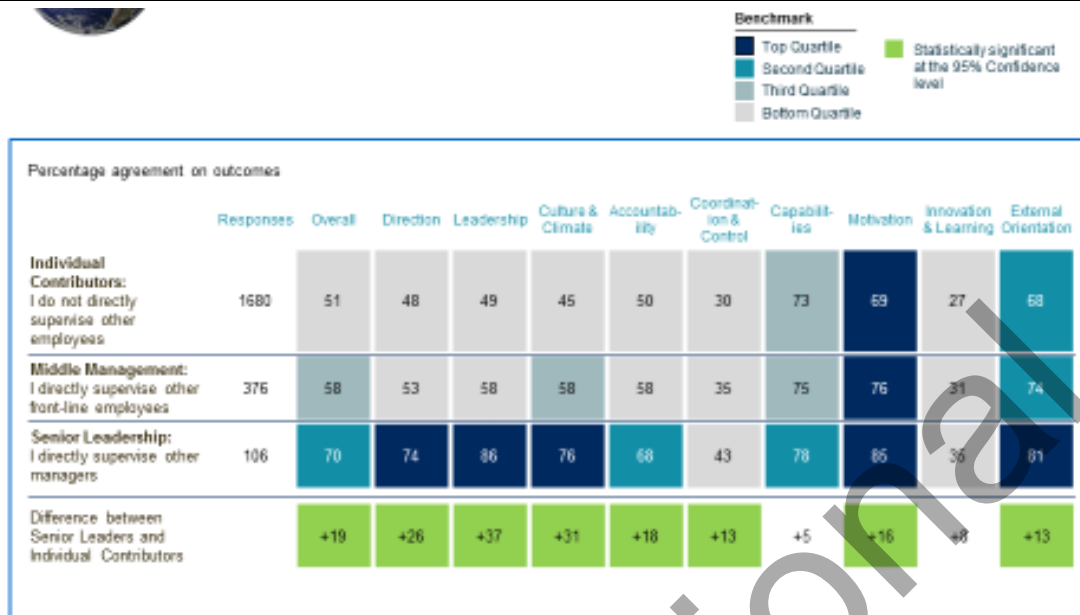 Benchmark
Top Quartile
Second Quartile
Third Quartile
Bottom Quartile
Statistically significant
at the 95% Confidence
level
Percentage agreement on outcomes
Responses Overall Direction Leadership Culture & Climate Accountab-ility Coordinat-ion & Control Capabilit-ies Motivation Innovation & Learning External Orientation
Individual
Contributors:
I do not directly
supervise other
employees
1680 51 48 49 45 50 30 73 69 27 68
Middle Management:
I directly supervise other
front-line employees
376 58 53 58 58 58 35 75 76 31 74
Senior Leadership:
I directly supervise other
managers
106 70 74 86 76 68 43 78 85 35 81
Difference between
Senior Leaders and
Individual Contributors
+19 +26 +37 +31 +18 +13 +5 +16 +8 +13
onal